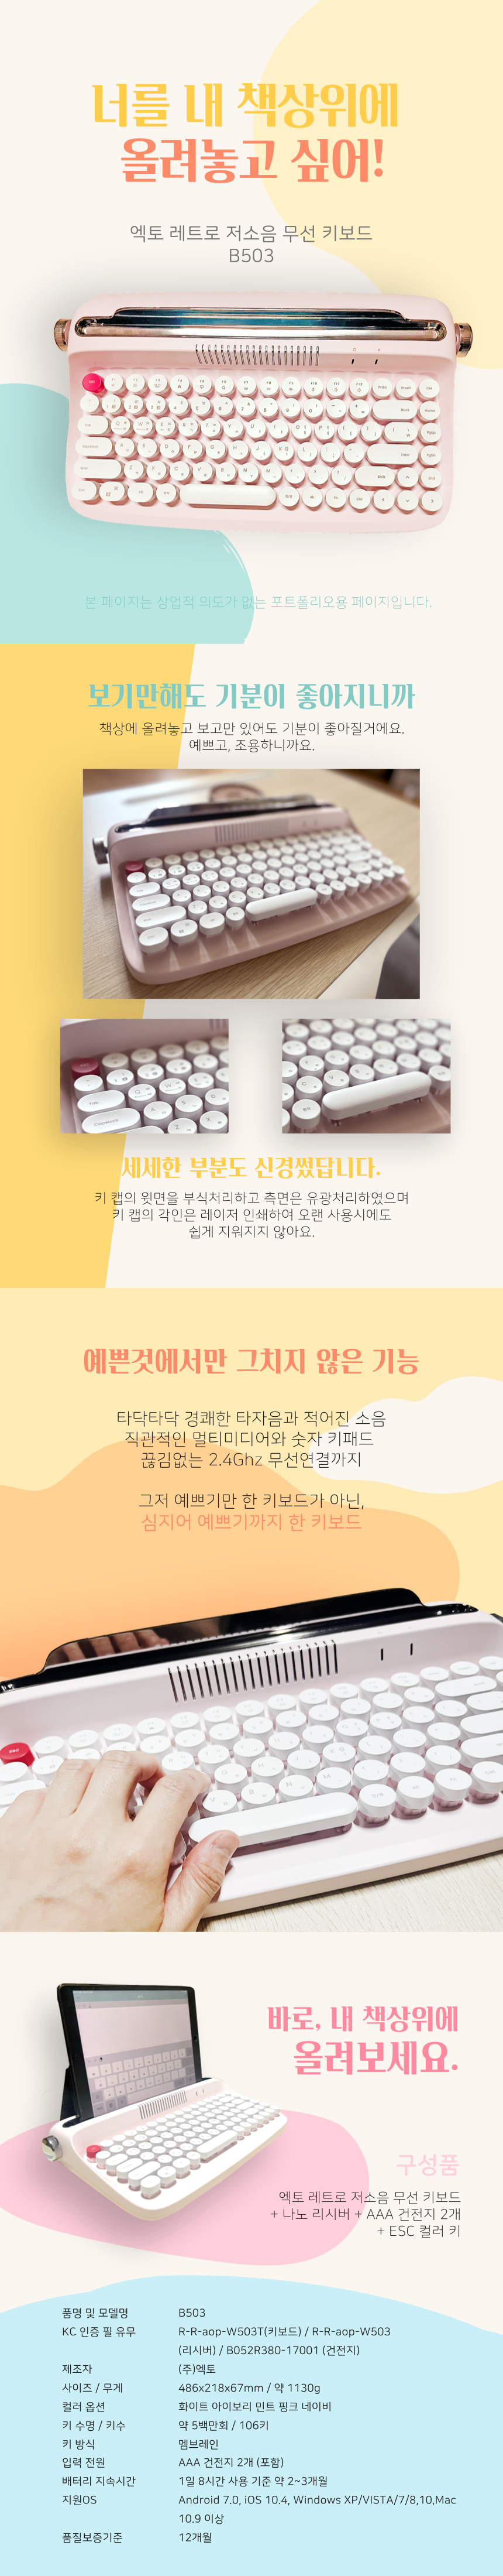 너를 내 책상위에
올려놓고 싶어!
엑토 레트로 저소음 무선 키보드
B503
본 페이지는 상업적 의도가 없는 포트폴리오용 페이지입니다.
보기만해도 기분이 좋아지니까
책상에 올려놓고 보고만 있어도 기분이 좋아질거에요.
예쁘고, 조용하니까요.
세세한 부분도 신경썼답니다.
키 캡의 윗면을 부식처리하고 측면은 유광처리하였으며
키 캡의 각인은 레이저 인쇄하여 오랜 사용시에도
쉽게 지워지지 않아요.
예쁜것에서만 그치지 않은 기능
타닥타닥 경쾌한 타자음과 적어진 소음
직관적인 멀티미디어와 숫자 키패드
끊김없는 2.4Ghz 무선연결까지
그저 예쁘기만 한 키보드가 아닌,
심지어 예쁘기까지 한 키보드
바로, 내 책상위에
올려보세요.
구성품
엑토 레트로 저소음 무선 키보드
+ 나노 리시버 + AAA 건전지 2개
+ ESC 컬러 키
품명 및 모델명 B503
KC 인증 필 유무 R-R-aop-W503T(키보드) / R-R-aop-W503
(리시버) / B052R380-17001 (건전지)
제조자 (주)엑토
사이즈 / 무게 486x218x67mm / 약 1130g
컬러 옵션 화이트 아이보리 민트 핑크 네이비
키 수명 / 키수 약 5백만회 / 106키
키 방식 멤브레인
입력 전원 AAA 건전지 2개 (포함)
배터리 지속시간 1일 8시간 사용 기준 약 2~3개월
지원OS Android 7.0, iOS 10.4, Windows XP/VISTA/7/8,10,Mac
10.9 이상
품질보증기준 12개월